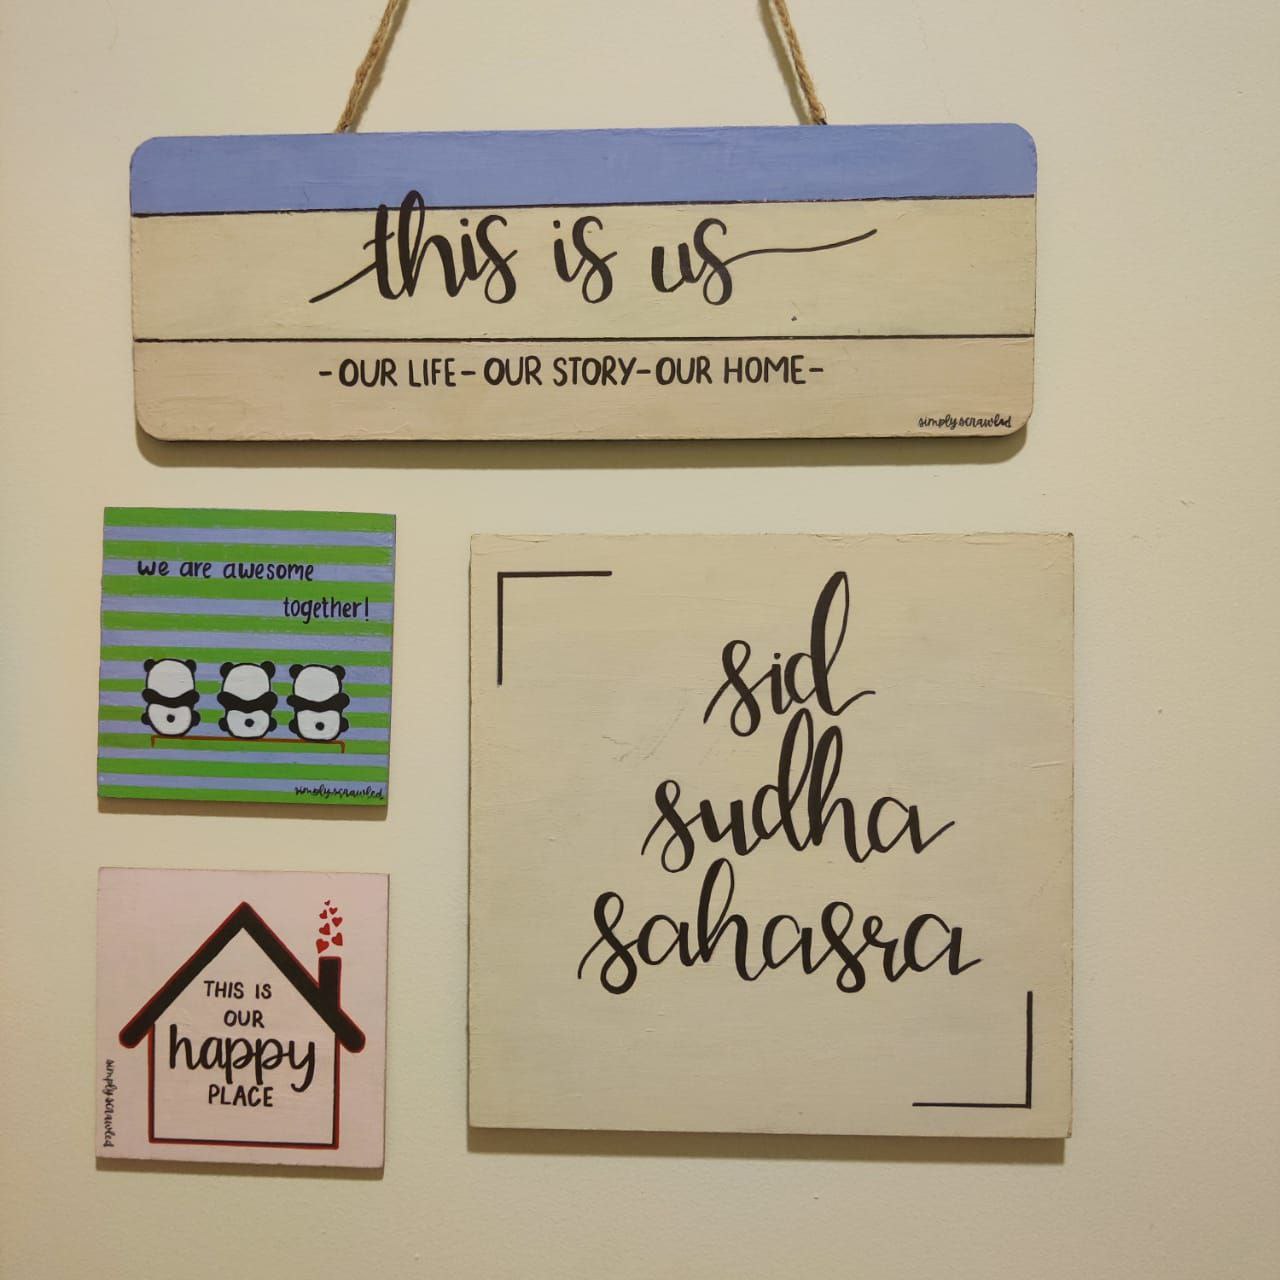 this is us
-OUR LIFE-OUR STORY-OUR HOME-
simplyscrawled
we are awesome
together!
simplyscrawled
sid
sudha
sahasra
THIS IS
OUR
happy
PLACE
simplyscrawled